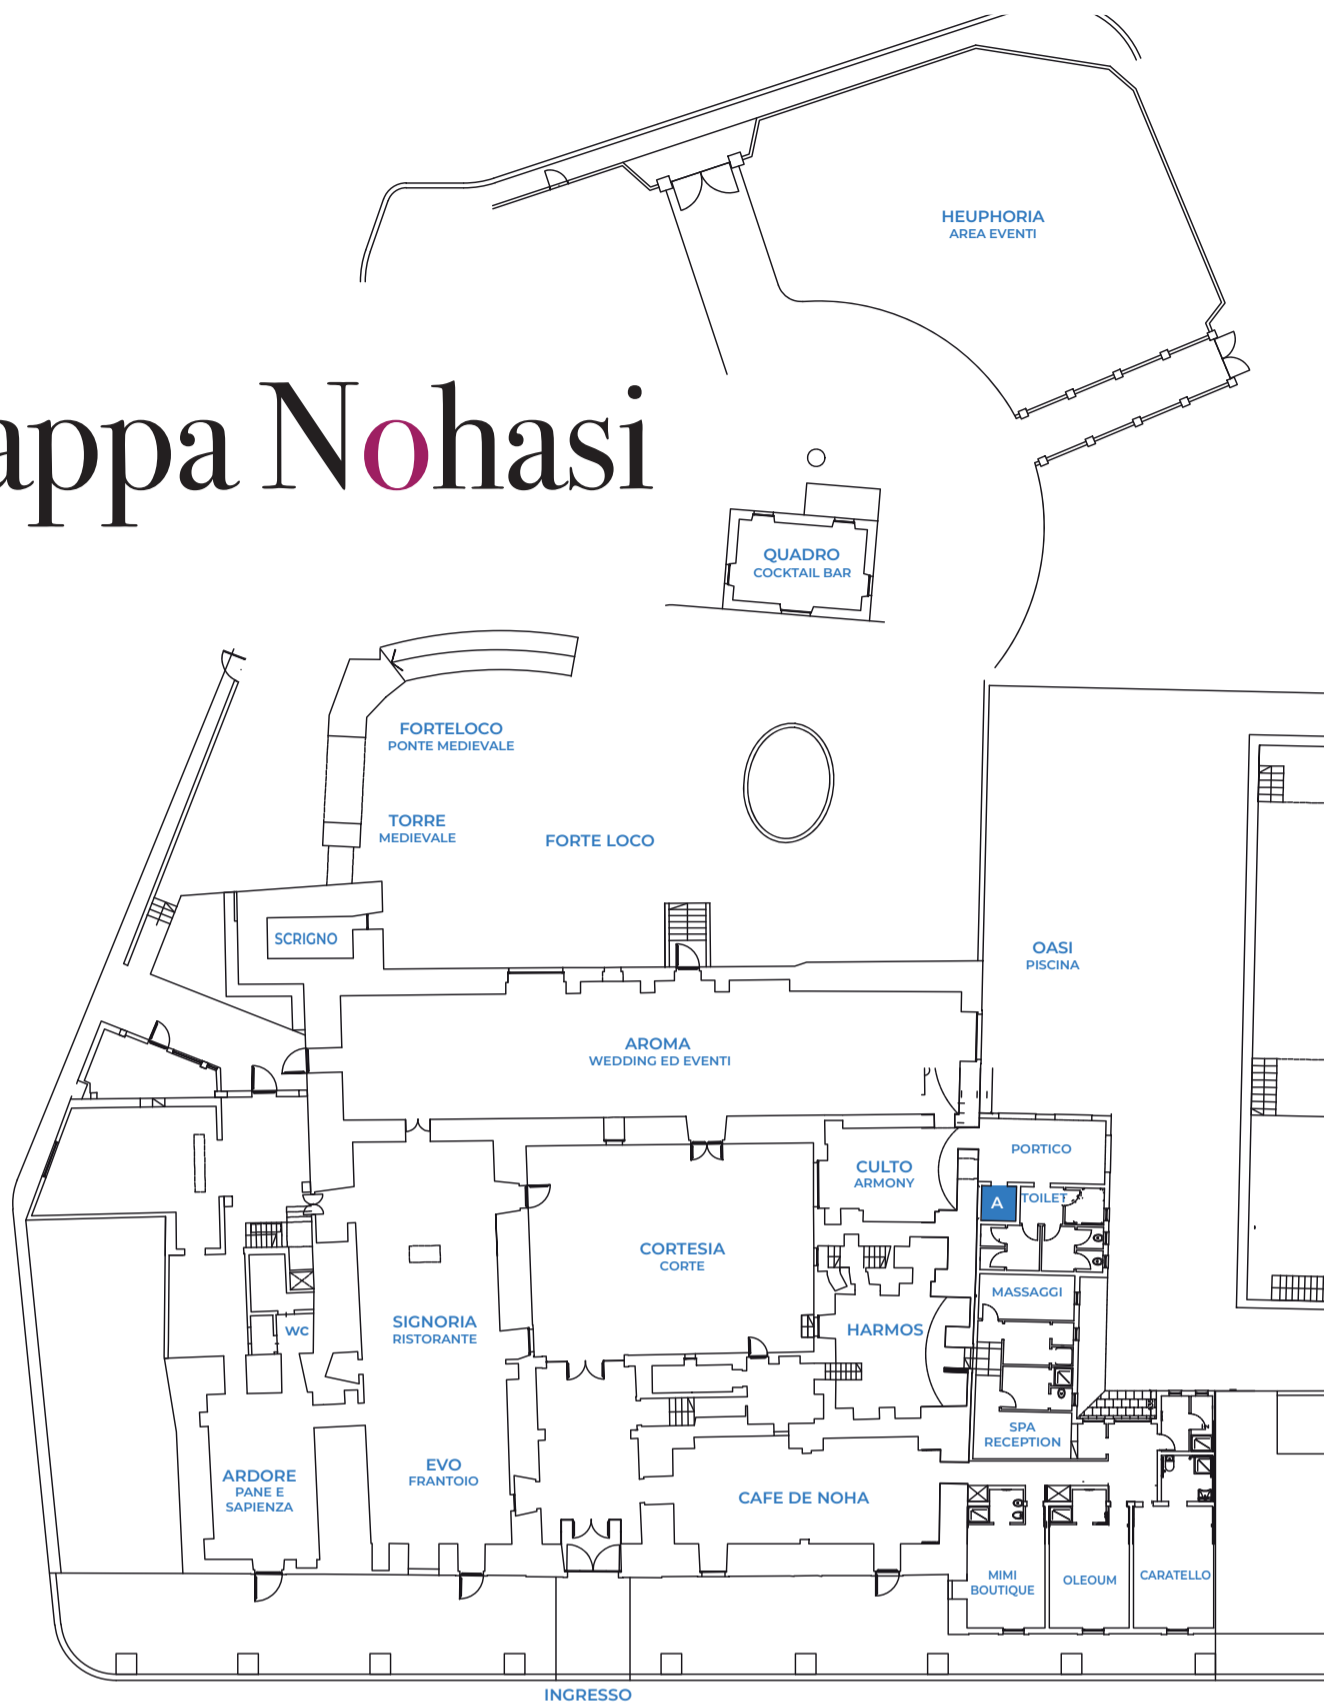 HEUPHORIA
AREA EVENTI
appa Nohasi
QUADRO
COCKTAIL BAR
FORTELOCO
PONTE MEDIEVALE
TORRE
MEDIEVALE
FORTE LOCO
SCRIGNO
OASI
PISCINA
AROMA
WEDDING ED EVENTI
PORTICO
CULTO
ARMONY
A
TOILET
CORTESIA
CORTE
MASSAGGI
SIGNORIA
RISTORANTE
WC
HARMOS
SPA
RECEPTION
EVO
FRANTOIO
ARDORE
PANE E
SAPIENZA
CAFE DE NOHA
MIMI
BOUTIQUE
OLEOUM
CARATELLO
INGRESSO